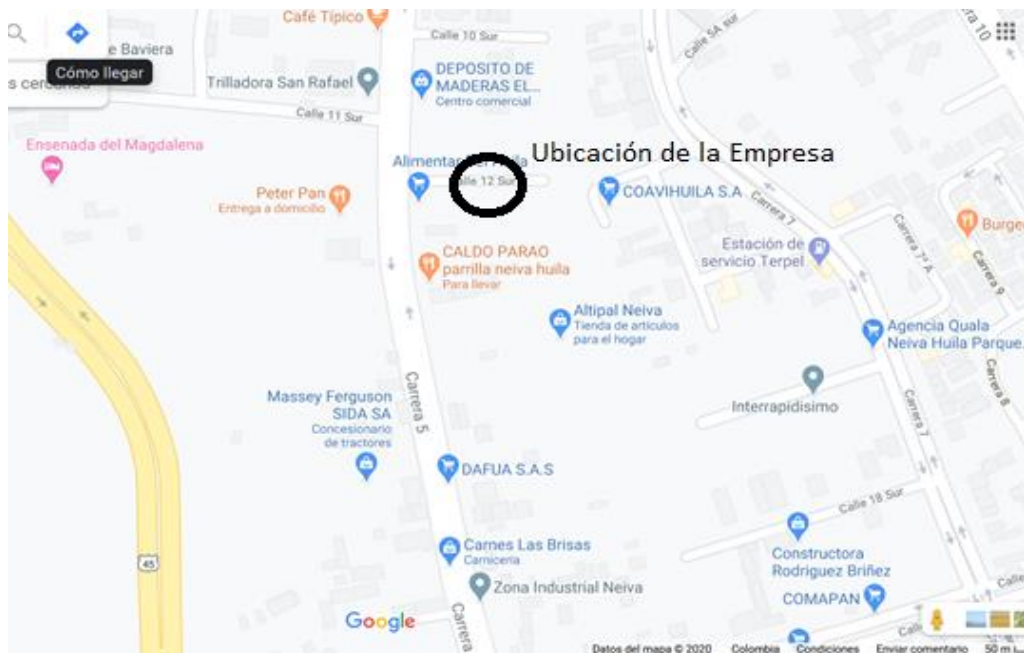 Café Típico
Calle 10 Sur
Calle 5A sur
10
e Baviera
Cómo llegar
s cercanos
Trilladora San Rafael
DEPOSITO DE
MADERAS EL...
Centro comercial
Calle 11 Sur
Ensenada del Magdalena
Ubicación de la Empresa
Alimentar
Calle 12 Sur
Peter Pan
Entrega a domicilio
COAVIHUILA S.A
Carrera 7
Carrera 7ª A
Burge
Carrera 9
Estación de
servicio Terpel
CALDO PARAO
parrilla neiva huila
Para llevar
Altipal Neiva
Tienda de artículos
para el hogar
Agencia Quala
Neiva Huila Parque...
Carrera 8
Interrapidisimo
Carrera 7
Massey Ferguson
SIDA SA
Concesionario
de tractores
Carrera 5
DAFUA S.A.S
Calle 18 Sur
Carnes Las Brisas
Carnicería
45
Constructora
Rodriguez Briñez
Zona Industrial Neiva
COMAPAN
Calle
Google
Carrera
Datos del mapa © 2020 Colombia Condiciones Enviar comentario 50 m